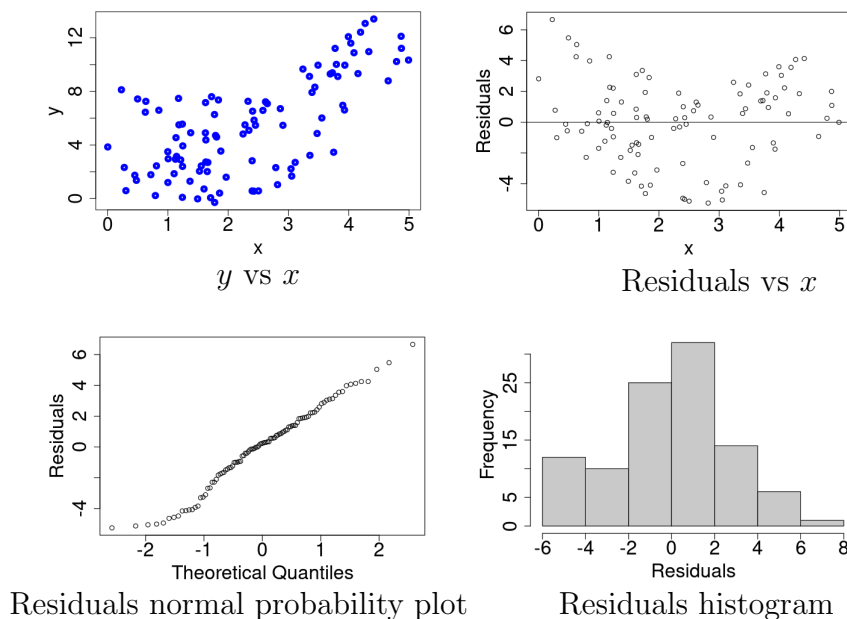 y
12
8
4
0
0 1 2 3 4 5
x
y vs x
Residuals
6
2
0
-4
0 1 2 3 4 5
x
Residuals vs x
Residuals
6
4
2
0
-4
-2 -1 0 1 2
Theoretical Quantiles
Residuals normal probability plot
Frequency
25
15
5
0
-6 -4 -2 0 2 4 6 8
Residuals
Residuals histogram